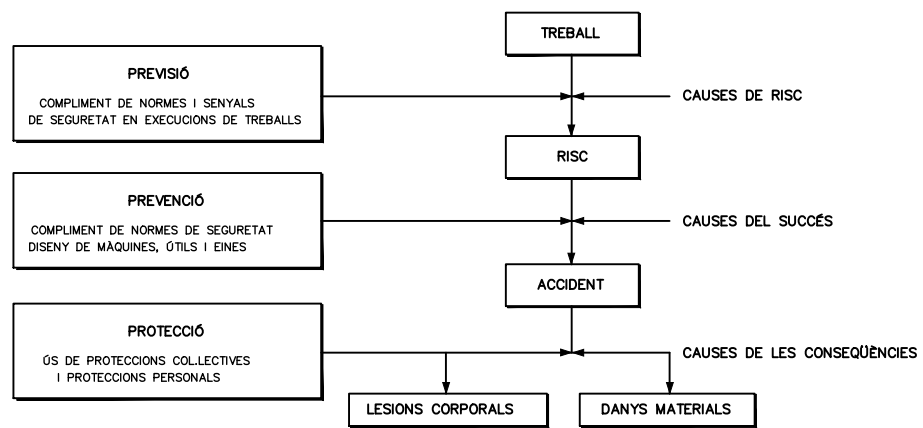 TREBALL
PREVISIÓ
COMPLIMENT DE NORMES I SENYALS
DE SEGURETAT EN EXECUCIONS DE TREBALLS
CAUSES DE RISC
RISC
PREVENCIÓ
COMPLIMENT DE NORMES DE SEGURETAT
DISENY DE MÀQUINES, ÚTILS I EINES
CAUSES DEL SUCCÉS
ACCIDENT
PROTECCIÓ
ÚS DE PROTECCIONS COL.LECTIVES
I PROTECCIONS PERSONALS
CAUSES DE LES CONSEQÜÈNCIES
LESIONS CORPORALS
DANYS MATERIALS